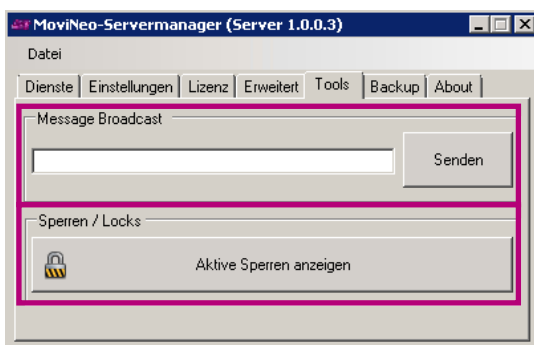 MoviNeo-Servermanager (Server 1.0.0.3)
Datei
Dienste Einstellungen Lizenz Erweitert Tools Backup About
Message Broadcast
Senden
Sperren / Locks
Aktive Sperren anzeigen